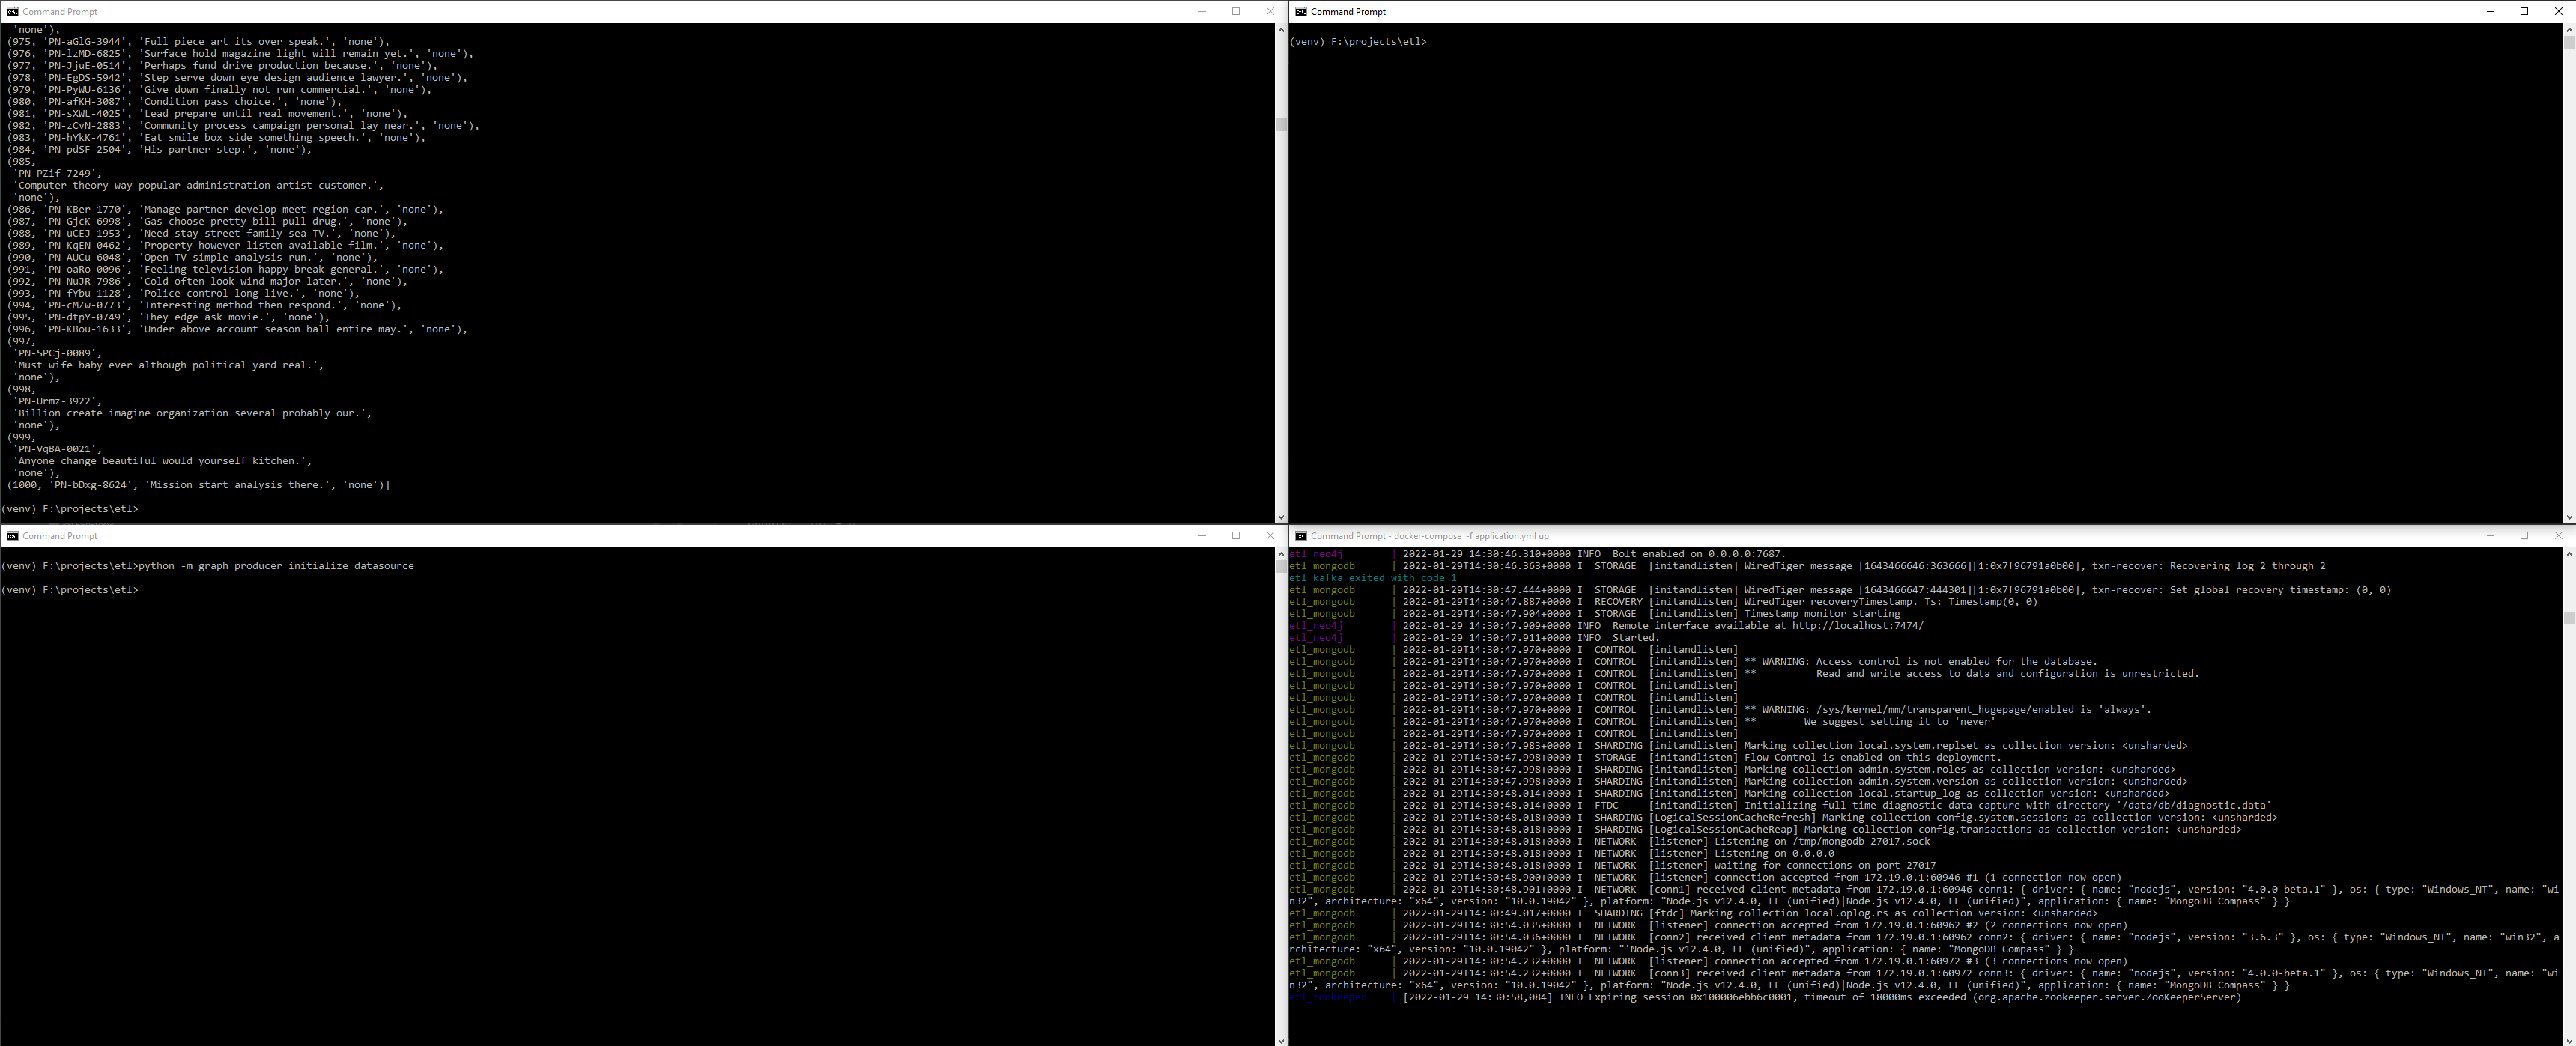 Command Prompt
 'none'),
(975, 'PN-aGlG-3944', 'Full piece art its over speak.', 'none'),
(976, 'PN-lzMD-6825', 'Surface hold magazine light will remain yet.', 'none'),
(977, 'PN-JjuE-0514', 'Perhaps fund drive production because.', 'none'),
(978, 'PN-EgDS-5942', 'Step serve down eye design audience lawyer.', 'none'),
(979, 'PN-PyWU-6136', 'Give down finally not run commercial.', 'none'),
(980, 'PN-afKH-3087', 'Condition pass choice.', 'none'),
(981, 'PN-sXWL-4025', 'Lead prepare until real movement.', 'none'),
(982, 'PN-zCvN-2883', 'Community process campaign personal lay near.', 'none'),
(983, 'PN-hYkK-4761', 'Eat smile box side something speech.', 'none'),
(984, 'PN-pdSF-2504', 'His partner step.', 'none'),
(985,
 'PN-PZif-7249',
 'Computer theory way popular administration artist customer.',
 'none'),
(986, 'PN-KBer-1770', 'Manage partner develop meet region car.', 'none'),
(987, 'PN-GjcK-6998', 'Gas choose pretty bill pull drug.', 'none'),
(988, 'PN-uCEJ-1953', 'Need stay street family sea TV.', 'none'),
(989, 'PN-KqEN-0462', 'Property however listen available film.', 'none'),
(990, 'PN-AUCu-6048', 'Open TV simple analysis run.', 'none'),
(991, 'PN-oaRo-0096', 'Feeling television happy break general.', 'none'),
(992, 'PN-NuJR-7986', 'Cold often look wind major later.', 'none'),
(993, 'PN-fYbu-1128', 'Police control long live.', 'none'),
(994, 'PN-cMZw-0773', 'Interesting method then respond.', 'none'),
(995, 'PN-dtpY-0749', 'They edge ask movie.', 'none'),
(996, 'PN-KBou-1633', 'Under above account season ball entire may.', 'none'),
(997,
 'PN-SPCj-0089',
 'Must wife baby ever although political yard real.',
 'none'),
(998,
 'PN-Urmz-3922',
 'Billion create imagine organization several probably our.',
 'none'),
(999,
 'PN-VqBA-0021',
 'Anyone change beautiful would yourself kitchen.',
 'none'),
(1000, 'PN-bDxg-8624', 'Mission start analysis there.', 'none')]
(venv) F:\projects\etl>
Command Prompt
(venv) F:\projects\etl>
Command Prompt
(venv) F:\projects\etl>python -m graph_producer initialize_datasource
(venv) F:\projects\etl>
Command Prompt - docker-compose -f application.yml up
etl_neo4j | 2022-01-29 14:30:46.310+0000 INFO  Bolt enabled on 0.0.0.0:7687.
etl_mongodb | 2022-01-29T14:30:46.363+0000 I  STORAGE  [initandlisten] WiredTiger message [1643466646:363666][1:0x7f96791a0b00], txn-recover: Recovering log 2 through 2
etl_kafka exited with code 1
etl_mongodb | 2022-01-29T14:30:47.444+0000 I  STORAGE  [initandlisten] WiredTiger message [1643466647:444301][1:0x7f96791a0b00], txn-recover: Set global recovery timestamp: (0, 0)
etl_mongodb | 2022-01-29T14:30:47.887+0000 I  RECOVERY [initandlisten] WiredTiger recoveryTimestamp. Ts: Timestamp(0, 0)
etl_mongodb | 2022-01-29T14:30:47.904+0000 I  STORAGE  [initandlisten] Timestamp monitor starting
etl_neo4j | 2022-01-29 14:30:47.909+0000 INFO  Remote interface available at http://localhost:7474/
etl_neo4j | 2022-01-29 14:30:47.911+0000 INFO  Started.
etl_mongodb | 2022-01-29T14:30:47.970+0000 I  CONTROL  [initandlisten]
etl_mongodb | 2022-01-29T14:30:47.970+0000 I  CONTROL  [initandlisten] ** WARNING: Access control is not enabled for the database.
etl_mongodb | 2022-01-29T14:30:47.970+0000 I  CONTROL  [initandlisten] **          Read and write access to data and configuration is unrestricted.
etl_mongodb | 2022-01-29T14:30:47.970+0000 I  CONTROL  [initandlisten]
etl_mongodb | 2022-01-29T14:30:47.970+0000 I  CONTROL  [initandlisten]
etl_mongodb | 2022-01-29T14:30:47.970+0000 I  CONTROL  [initandlisten] ** WARNING: /sys/kernel/mm/transparent_hugepage/enabled is 'always'.
etl_mongodb | 2022-01-29T14:30:47.970+0000 I  CONTROL  [initandlisten] **        We suggest setting it to 'never'
etl_mongodb | 2022-01-29T14:30:47.970+0000 I  CONTROL  [initandlisten]
etl_mongodb | 2022-01-29T14:30:47.983+0000 I  SHARDING [initandlisten] Marking collection local.system.replset as collection version: <unsharded>
etl_mongodb | 2022-01-29T14:30:47.998+0000 I  STORAGE  [initandlisten] Flow Control is enabled on this deployment.
etl_mongodb | 2022-01-29T14:30:47.998+0000 I  SHARDING [initandlisten] Marking collection admin.system.roles as collection version: <unsharded>
etl_mongodb | 2022-01-29T14:30:47.998+0000 I  SHARDING [initandlisten] Marking collection admin.system.version as collection version: <unsharded>
etl_mongodb | 2022-01-29T14:30:48.014+0000 I  SHARDING [initandlisten] Marking collection local.startup_log as collection version: <unsharded>
etl_mongodb | 2022-01-29T14:30:48.014+0000 I  FTDC     [initandlisten] Initializing full-time diagnostic data capture with directory '/data/db/diagnostic.data'
etl_mongodb | 2022-01-29T14:30:48.018+0000 I  SHARDING [LogicalSessionCacheRefresh] Marking collection config.system.sessions as collection version: <unsharded>
etl_mongodb | 2022-01-29T14:30:48.018+0000 I  SHARDING [LogicalSessionCacheReap] Marking collection config.transactions as collection version: <unsharded>
etl_mongodb | 2022-01-29T14:30:48.018+0000 I  NETWORK  [listener] Listening on /tmp/mongodb-27017.sock
etl_mongodb | 2022-01-29T14:30:48.018+0000 I  NETWORK  [listener] Listening on 0.0.0.0
etl_mongodb | 2022-01-29T14:30:48.018+0000 I  NETWORK  [listener] waiting for connections on port 27017
etl_mongodb | 2022-01-29T14:30:48.900+0000 I  NETWORK  [listener] connection accepted from 172.19.0.1:60946 #1 (1 connection now open)
etl_mongodb | 2022-01-29T14:30:48.901+0000 I  NETWORK  [conn1] received client metadata from 172.19.0.1:60946 conn1: { driver: { name: "nodejs", version: "4.0.0-beta.1" }, os: { type: "Windows_NT", name: "wi
n32", architecture: "x64", version: "10.0.19042" }, platform: "Node.js v12.4.0, LE (unified)|Node.js v12.4.0, LE (unified)", application: { name: "MongoDB Compass" } }
etl_mongodb | 2022-01-29T14:30:49.017+0000 I  SHARDING [ftdc] Marking collection local.oplog.rs as collection version: <unsharded>
etl_mongodb | 2022-01-29T14:30:54.035+0000 I  NETWORK  [listener] connection accepted from 172.19.0.1:60962 #2 (2 connections now open)
etl_mongodb | 2022-01-29T14:30:54.036+0000 I  NETWORK  [conn2] received client metadata from 172.19.0.1:60962 conn2: { driver: { name: "nodejs", version: "3.6.3" }, os: { type: "Windows_NT", name: "win32", a
rchitecture: "x64", version: "10.0.19042" }, platform: "'Node.js v12.4.0, LE (unified)", application: { name: "MongoDB Compass" } }
etl_mongodb | 2022-01-29T14:30:54.232+0000 I  NETWORK  [listener] connection accepted from 172.19.0.1:60972 #3 (3 connections now open)
etl_mongodb | 2022-01-29T14:30:54.232+0000 I  NETWORK  [conn3] received client metadata from 172.19.0.1:60972 conn3: { driver: { name: "nodejs", version: "4.0.0-beta.1" }, os: { type: "Windows_NT", name: "wi
n32", architecture: "x64", version: "10.0.19042" }, platform: "Node.js v12.4.0, LE (unified)|Node.js v12.4.0, LE (unified)", application: { name: "MongoDB Compass" } }
etl_zookeeper | [2022-01-29 14:30:58,084] INFO Expiring session 0x100006ebb6c0001, timeout of 18000ms exceeded (org.apache.zookeeper.server.ZooKeeperServer)